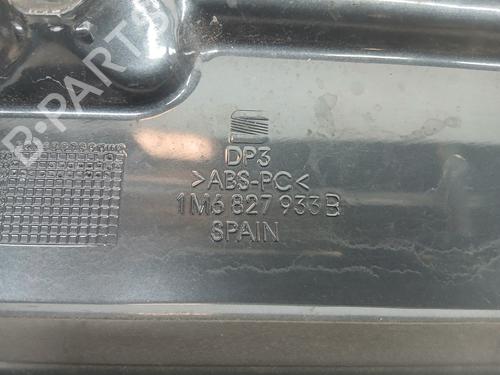 B-PARTS
DP3
>ABS-PC<
1M6 827 933 B
SPAIN